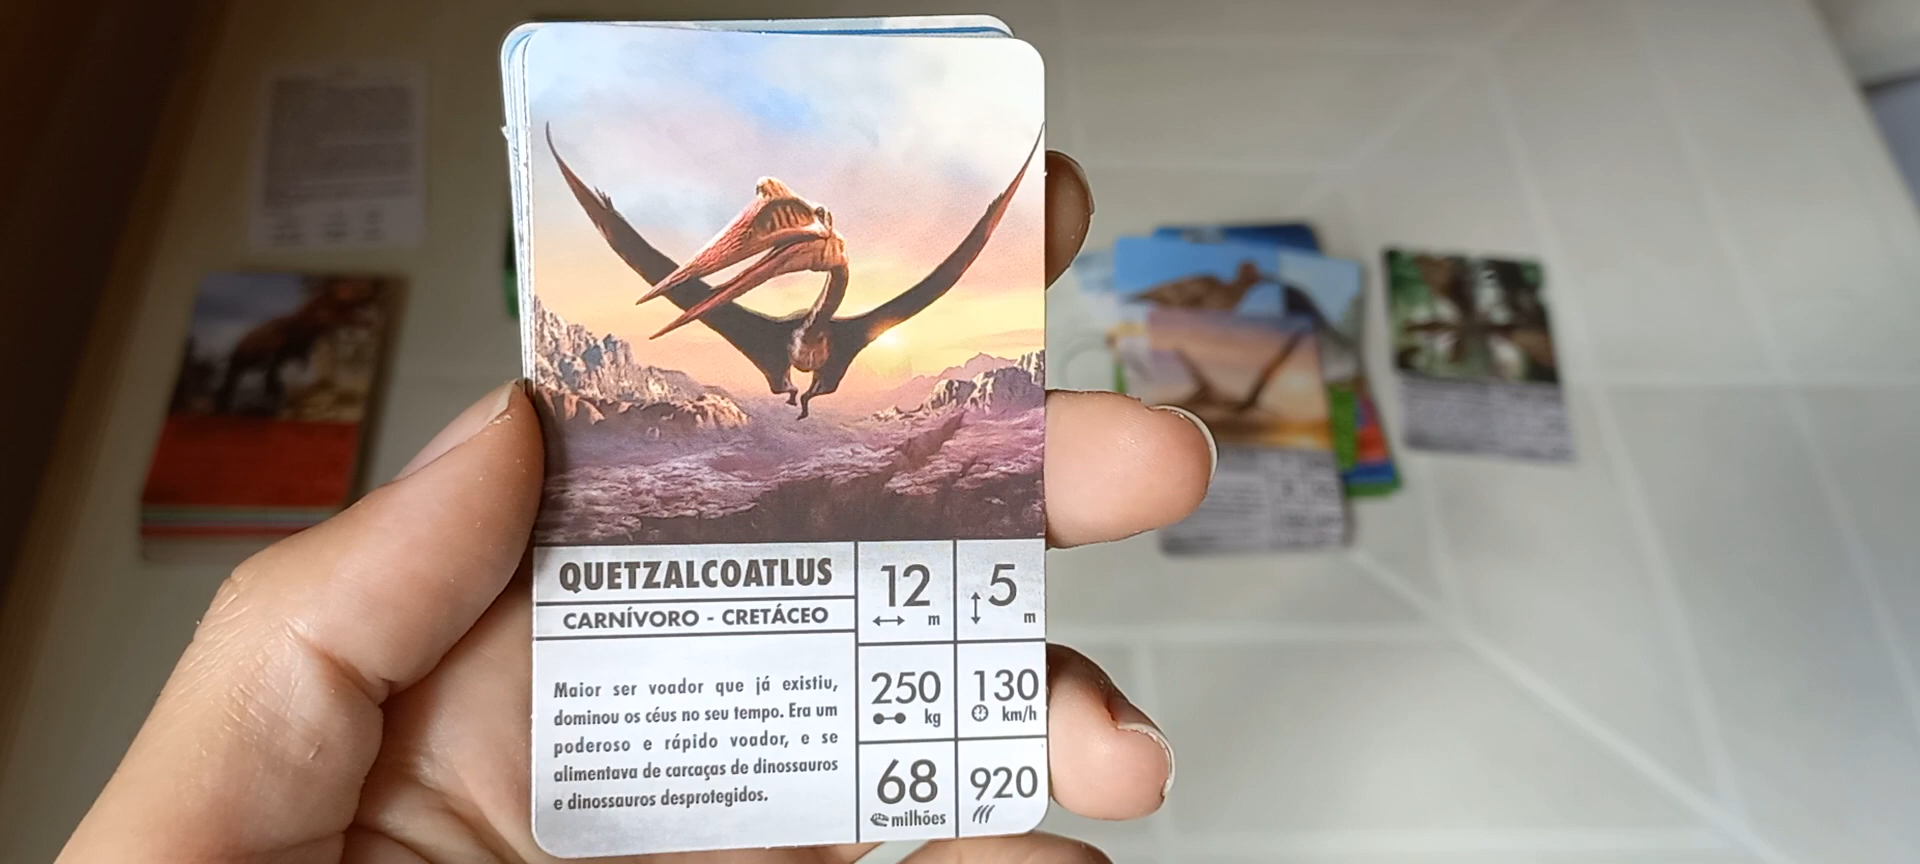 QUETZALCOATLUS
CARNÍVORO - CRETÁCEO
Maior ser voador que já existiu,
dominou os céus no seu tempo. Era um
poderoso e rápido voador, e se
alimentava de carcaças de dinossauros
e dinossauros desprotegidos.
12 m
5 m
250 kg
130 km/h
68 milhões
920